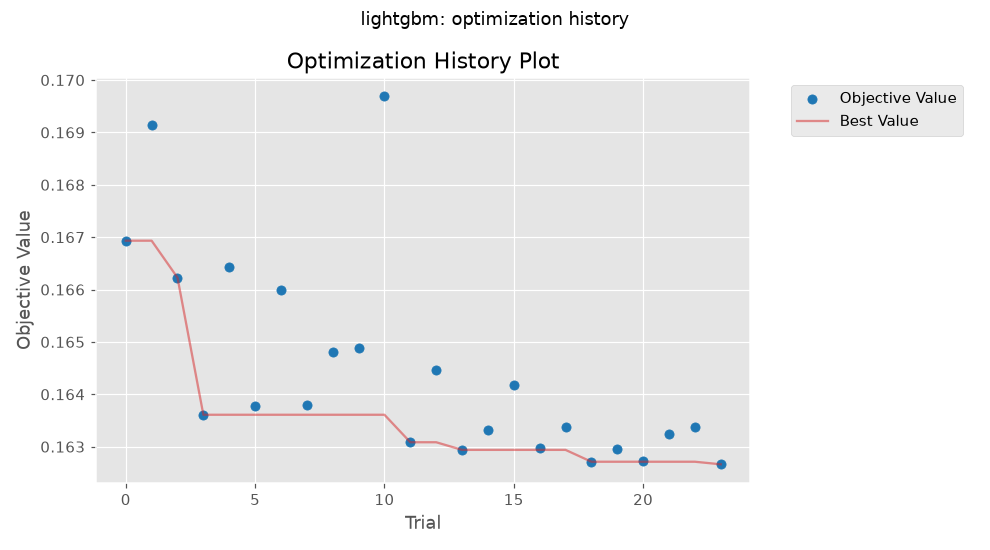 lightgbm: optimization history
Optimization History Plot
Objective Value
Best Value
Objective Value
0.170
0.169
0.168
0.167
0.166
0.165
0.164
0.163
0 5 10 15 20
Trial